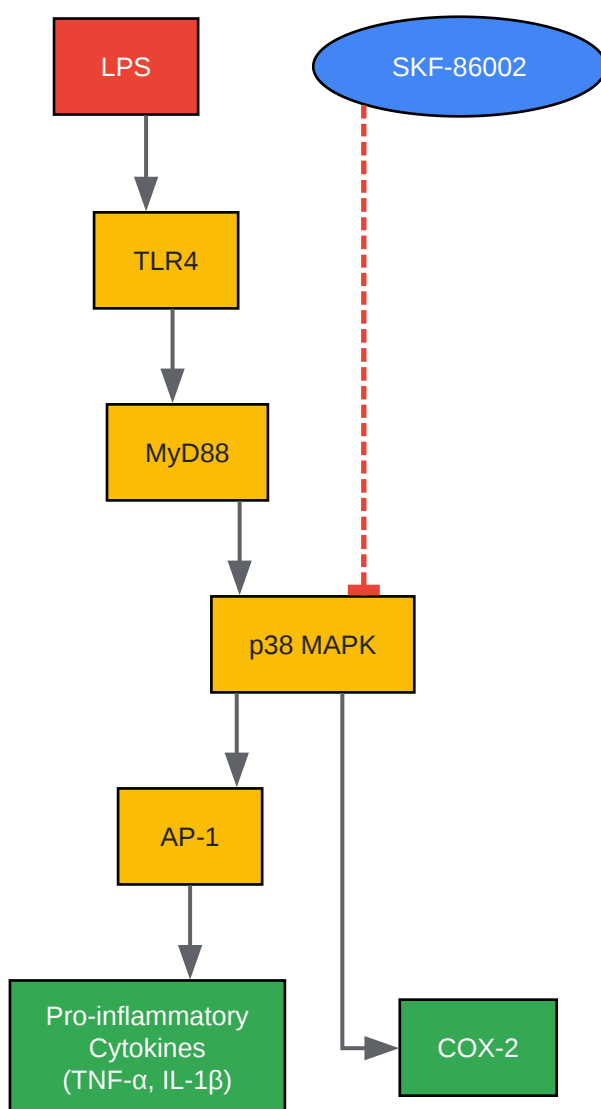 LPS
SKF-86002
TLR4
MyD88
p38 MAPK
AP-1
Pro-inflammatory
Cytokines
(TNF-α, IL-1β)
COX-2